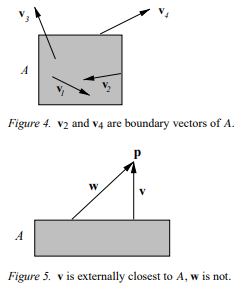 v3
v4
A
v1
v2
Figure 4. v2 and v4 are boundary vectors of A.
p
w
v
A
Figure 5. v is externally closest to A, w is not.